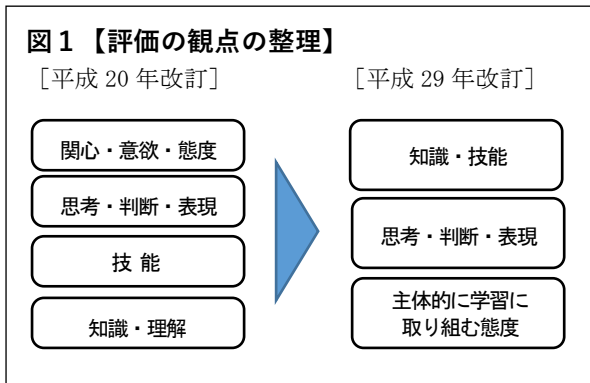 図1【評価の観点の整理】
［平成 20 年改訂］
関心・意欲・態度
思考・判断・表現
技 能
知識・理解
［平成 29 年改訂］
知識・技能
思考・判断・表現
主体的に学習に
取り組む態度